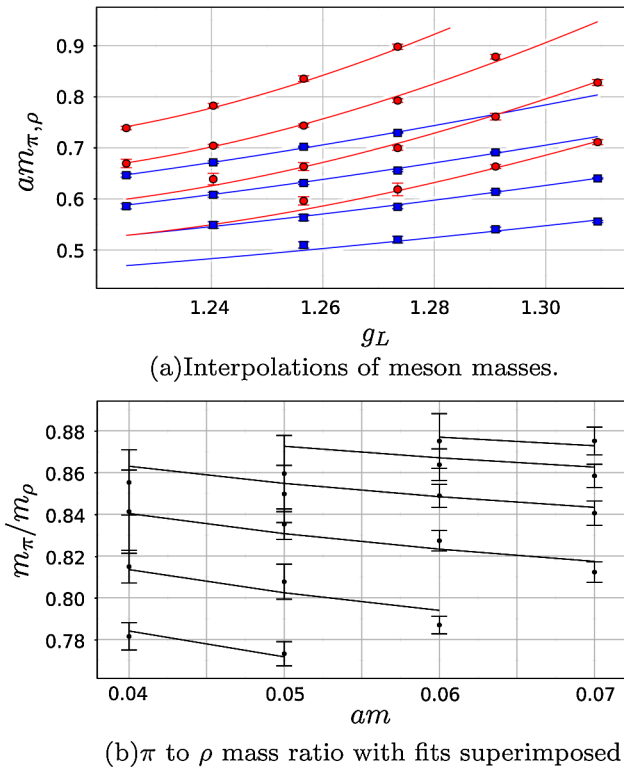 0.9
0.8
0.7
0.6
0.5
amπ,ρ
1.24 1.26 1.28 1.30
gL
(a)Interpolations of meson masses.
0.88
0.86
0.84
0.82
0.80
0.78
mπ/mρ
0.04 0.05 0.06 0.07
am
(b)π to ρ mass ratio with fits superimposed